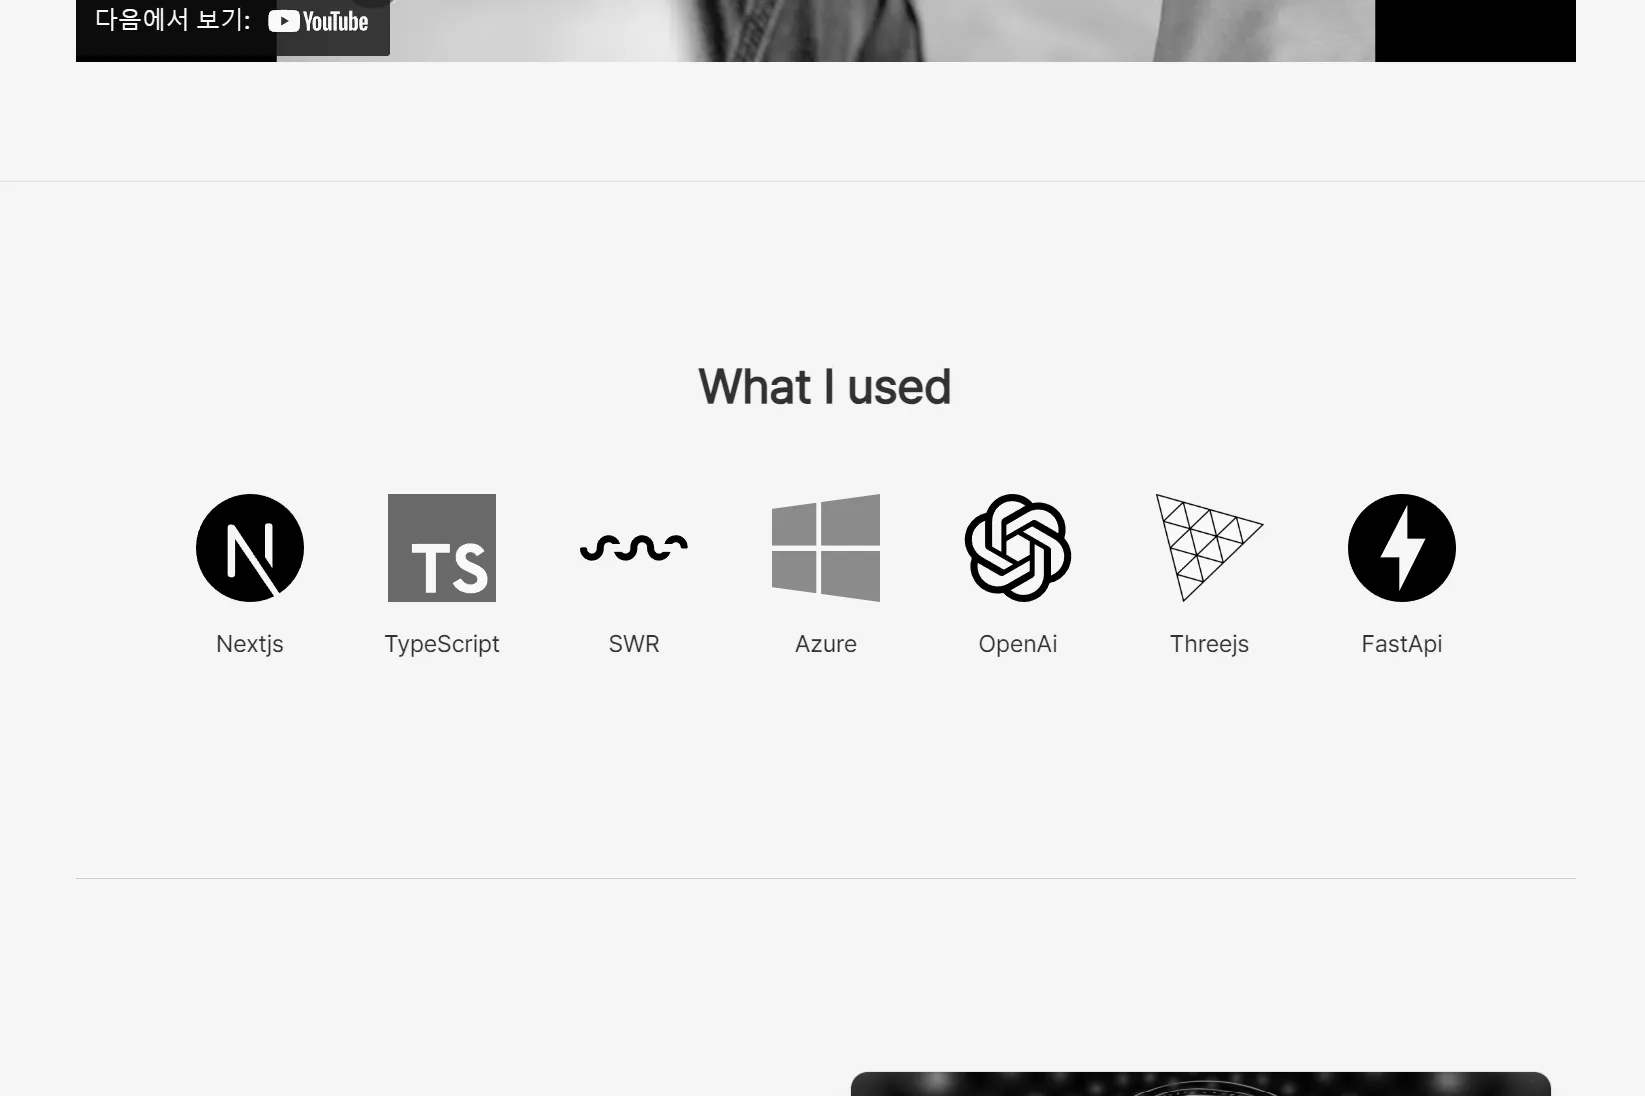 다음에서 보기: YouTube
What I used
N
TS
Nextjs
TypeScript
SWR
Azure
OpenAi
Threejs
FastApi